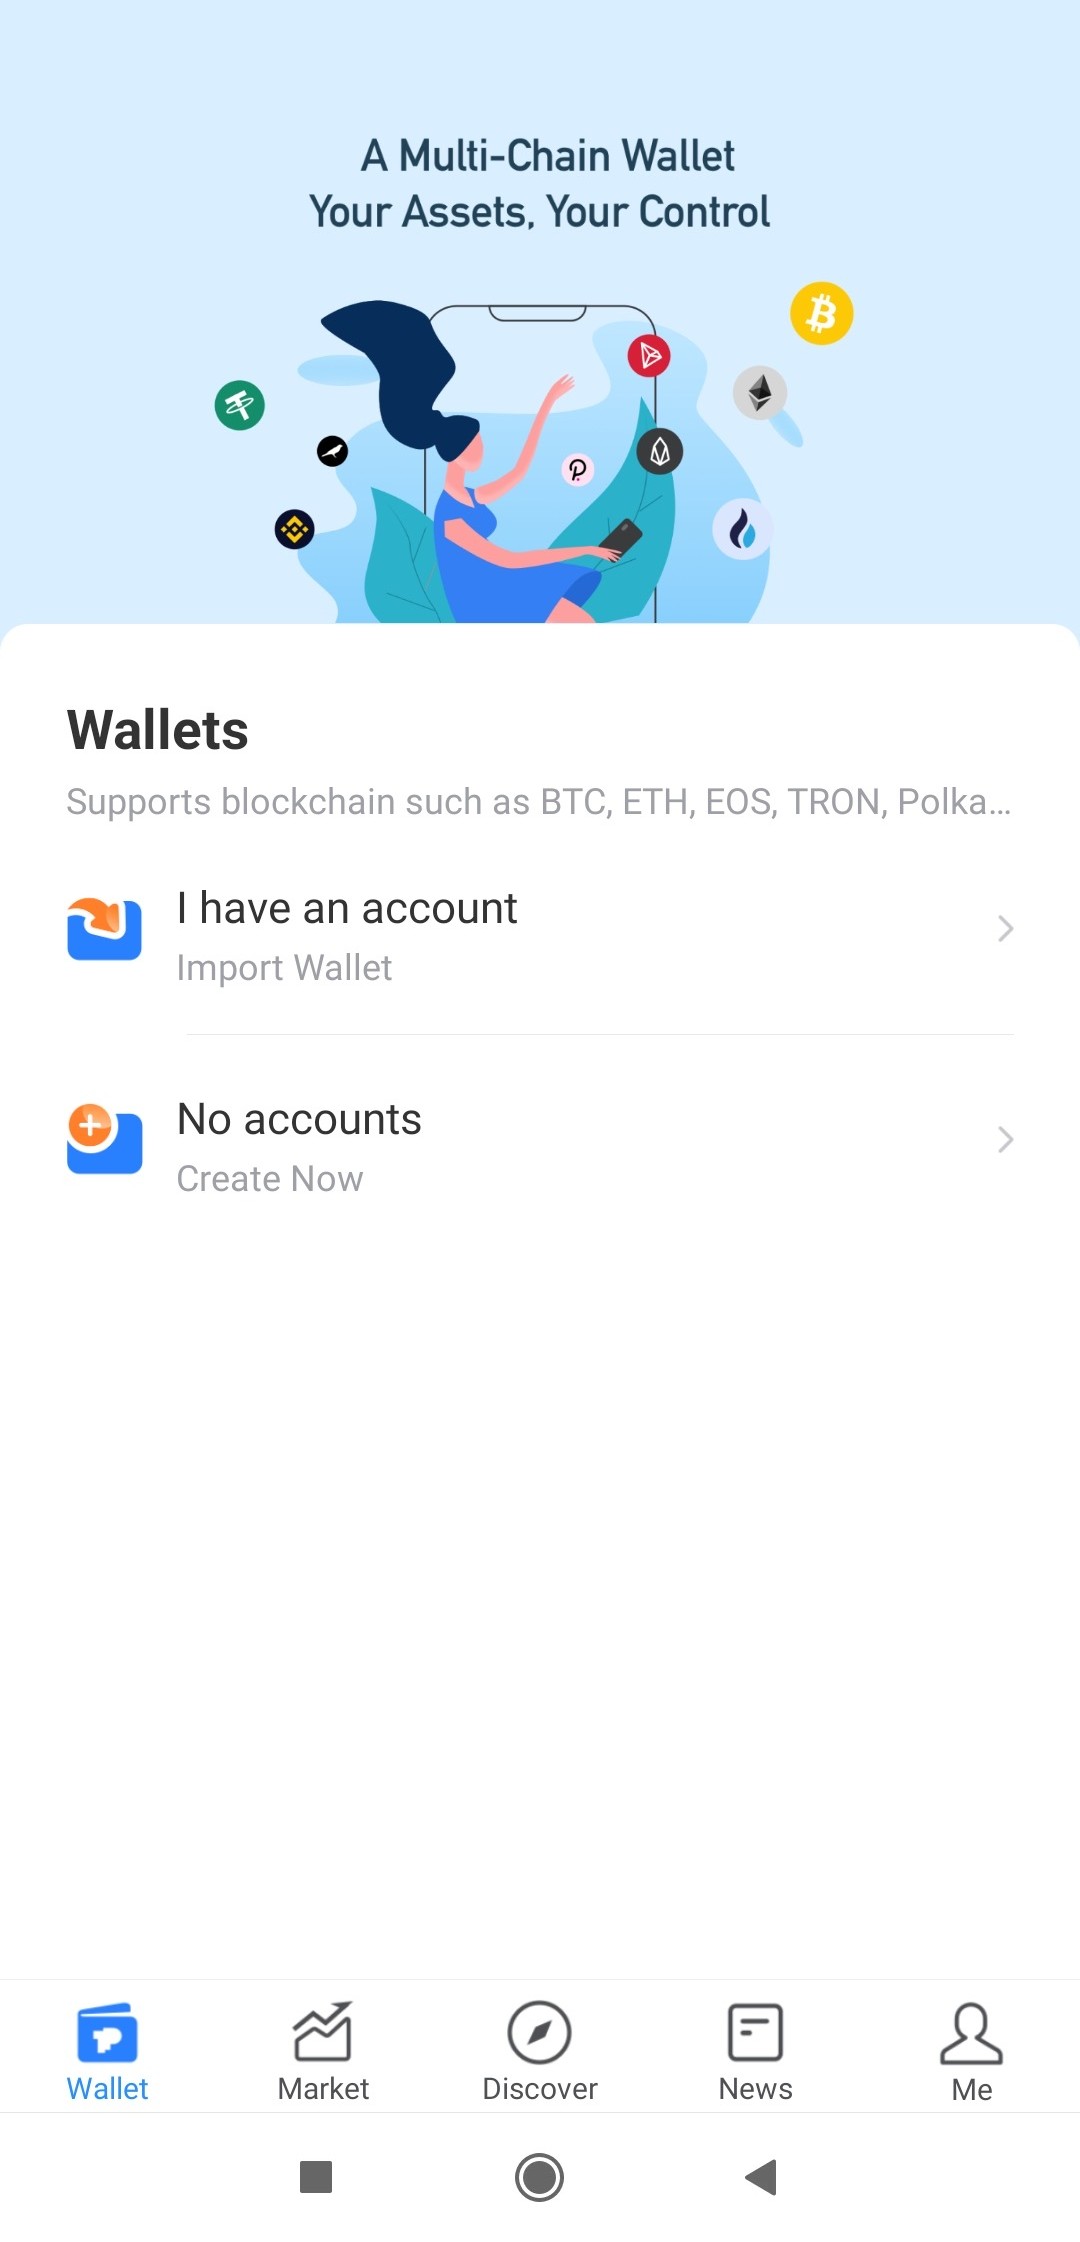 A Multi-Chain Wallet
Your Assets, Your Control
Wallets
Supports blockchain such as BTC, ETH, EOS, TRON, Polka...
I have an account
Import Wallet
No accounts
Create Now
Wallet
Market
Discover
News
Me